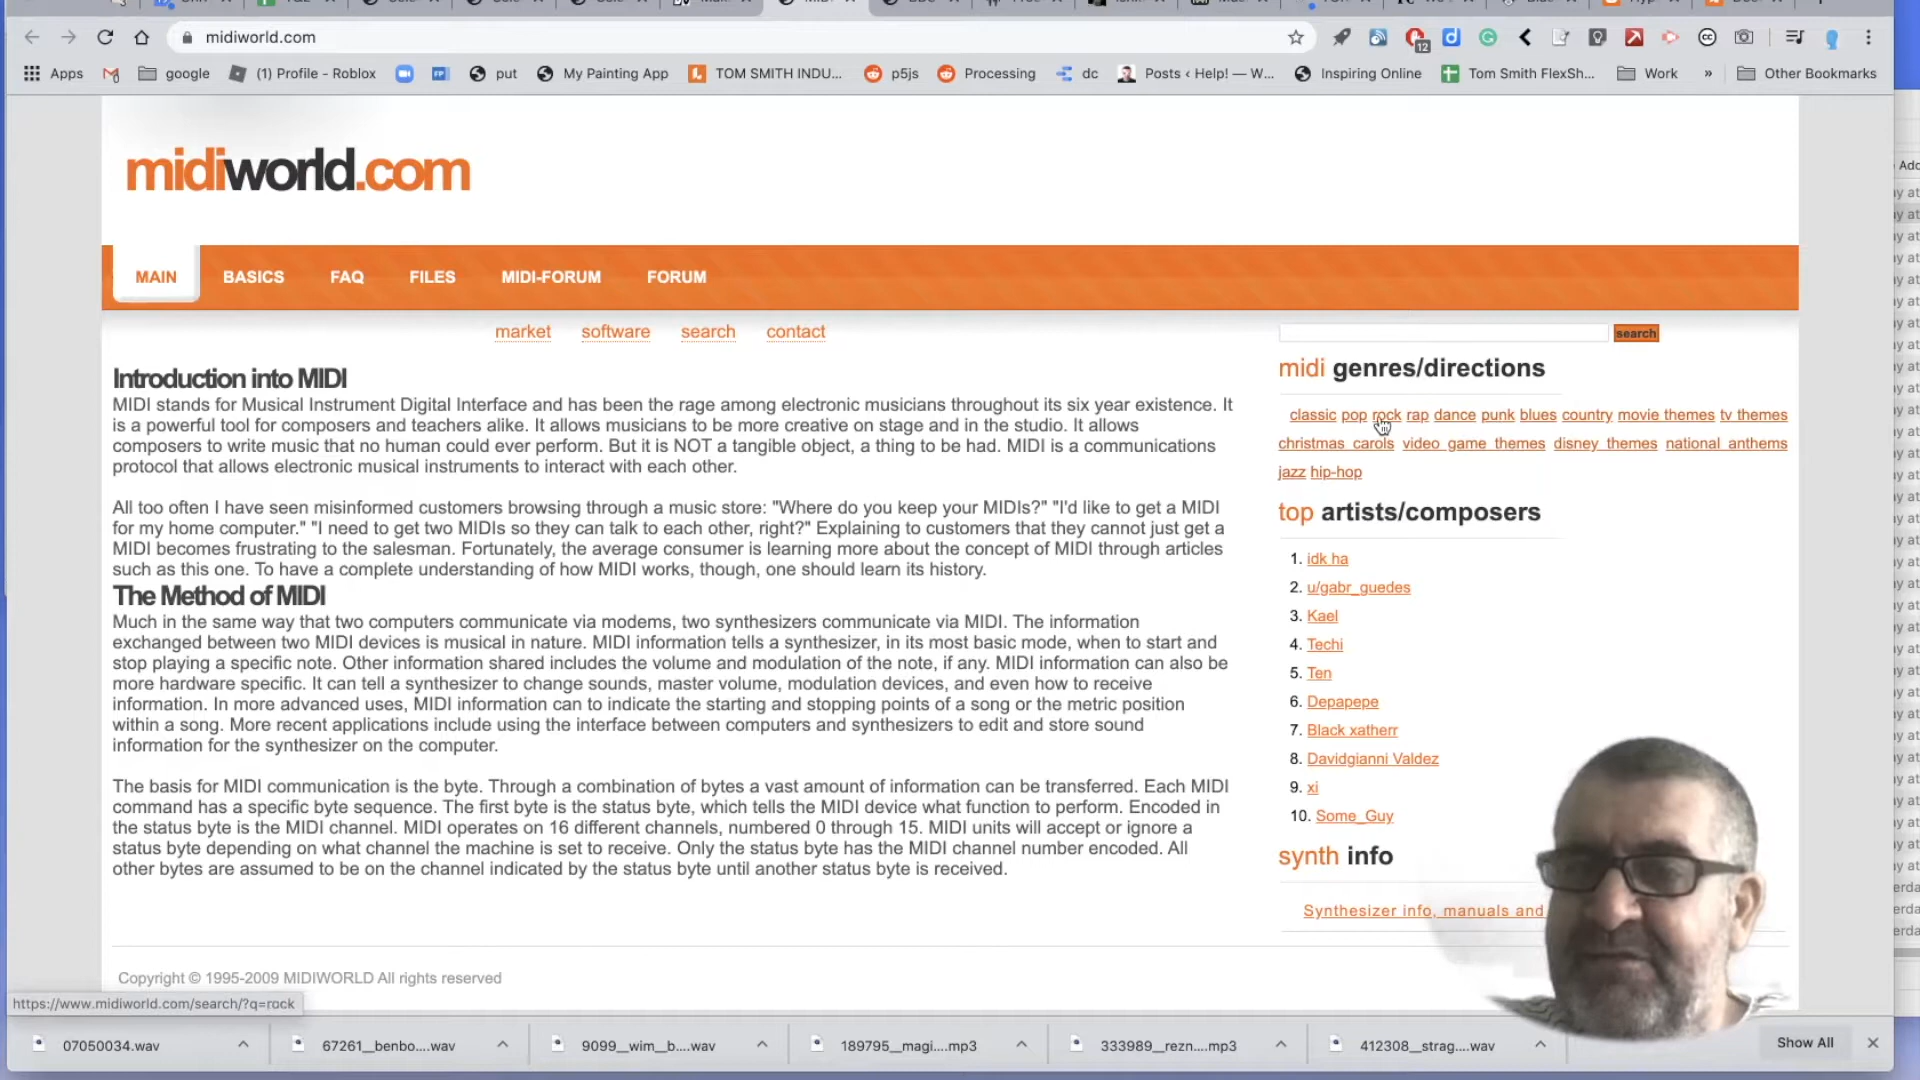 midiworld.com
12
Apps
google
(1) Profile - Roblox
FP
put
My Painting App
TOM SMITH INDU...
p5js
Processing
dc
Posts ‹ Help! — W...
Inspiring Online
Tom Smith FlexSh...
Work
»
Other Bookmarks
midiworld.com
MAIN
BASICS
FAQ
FILES
MIDI-FORUM
FORUM
market
software
search
contact
search
Introduction into MIDI
MIDI stands for Musical Instrument Digital Interface and has been the rage among electronic musicians throughout its six year existence. It
is a powerful tool for composers and teachers alike. It allows musicians to be more creative on stage and in the studio. It allows
composers to write music that no human could ever perform. But it is NOT a tangible object, a thing to be had. MIDI is a communications
protocol that allows electronic musical instruments to interact with each other.
All too often I have seen misinformed customers browsing through a music store: "Where do you keep your MIDIs?" "I'd like to get a MIDI
for my home computer." "I need to get two MIDIs so they can talk to each other, right?" Explaining to customers that they cannot just get a
MIDI becomes frustrating to the salesman. Fortunately, the average consumer is learning more about the concept of MIDI through articles
such as this one. To have a complete understanding of how MIDI works, though, one should learn its history.
The Method of MIDI
Much in the same way that two computers communicate via modems, two synthesizers communicate via MIDI. The information
exchanged between two MIDI devices is musical in nature. MIDI information tells a synthesizer, in its most basic mode, when to start and
stop playing a specific note. Other information shared includes the volume and modulation of the note, if any. MIDI information can also be
more hardware specific. It can tell a synthesizer to change sounds, master volume, modulation devices, and even how to receive
information. In more advanced uses, MIDI information can to indicate the starting and stopping points of a song or the metric position
within a song. More recent applications include using the interface between computers and synthesizers to edit and store sound
information for the synthesizer on the computer.
The basis for MIDI communication is the byte. Through a combination of bytes a vast amount of information can be transferred. Each MIDI
command has a specific byte sequence. The first byte is the status byte, which tells the MIDI device what function to perform. Encoded in
the status byte is the MIDI channel. MIDI operates on 16 different channels, numbered 0 through 15. MIDI units will accept or ignore a
status byte depending on what channel the machine is set to receive. Only the status byte has the MIDI channel number encoded. All
other bytes are assumed to be on the channel indicated by the status byte until another status byte is received.
midi genres/directions
classic pop rock rap dance punk blues country movie themes tv themes
christmas carols video game themes disney themes national anthems
jazz hip-hop
top artists/composers
1. idk ha
2. u/gabr_guedes
3. Kael
4. Techi
5. Ten
6. Depapepe
7. Black xatherr
8. Davidgianni Valdez
9. xi
10. Some_Guy
synth info
Synthesizer info, manuals and
Copyright © 1995-2009 MIDIWORLD All rights reserved
https://www.midiworld.com/search/?q=rock
07050034.wav
67261__benbo....wav
9099__wim__b....wav
189795__magi....mp3
333989__rezn....mp3
412308__strag....wav
Show All